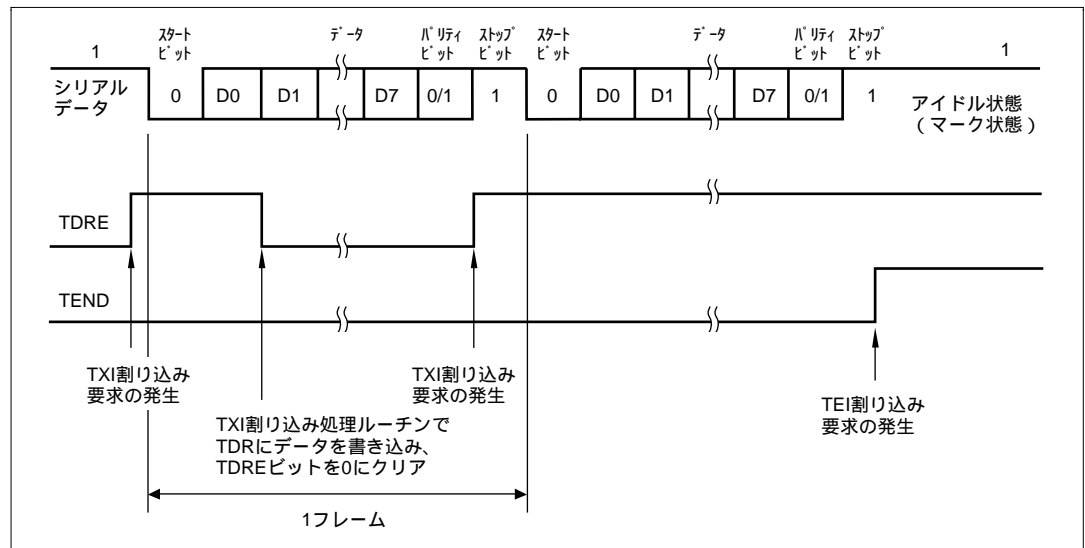 1 ｽﾀｰﾄ ﾃﾞｰﾀ ﾊﾟﾘﾃｨ ｽﾄｯﾌﾟ ｽﾀｰﾄ ﾃﾞｰﾀ ﾊﾟﾘﾃｨ ｽﾄｯﾌﾟ 1
ﾋﾞｯﾄ ﾋﾞｯﾄ ﾋﾞｯﾄ ﾋﾞｯﾄ ﾋﾞｯﾄ ﾋﾞｯﾄ
シリアル
データ
0 D0 D1 D7 0/1 1 0 D0 D1 D7 0/1 1
アイドル状態
（マーク状態）
TDRE
TEND
TXI割り込み
要求の発生
TXI割り込み処理ルーチンで
TDRにデータを書き込み、
TDREビットを0にクリア
TXI割り込み
要求の発生
TEI割り込み
要求の発生
1フレーム